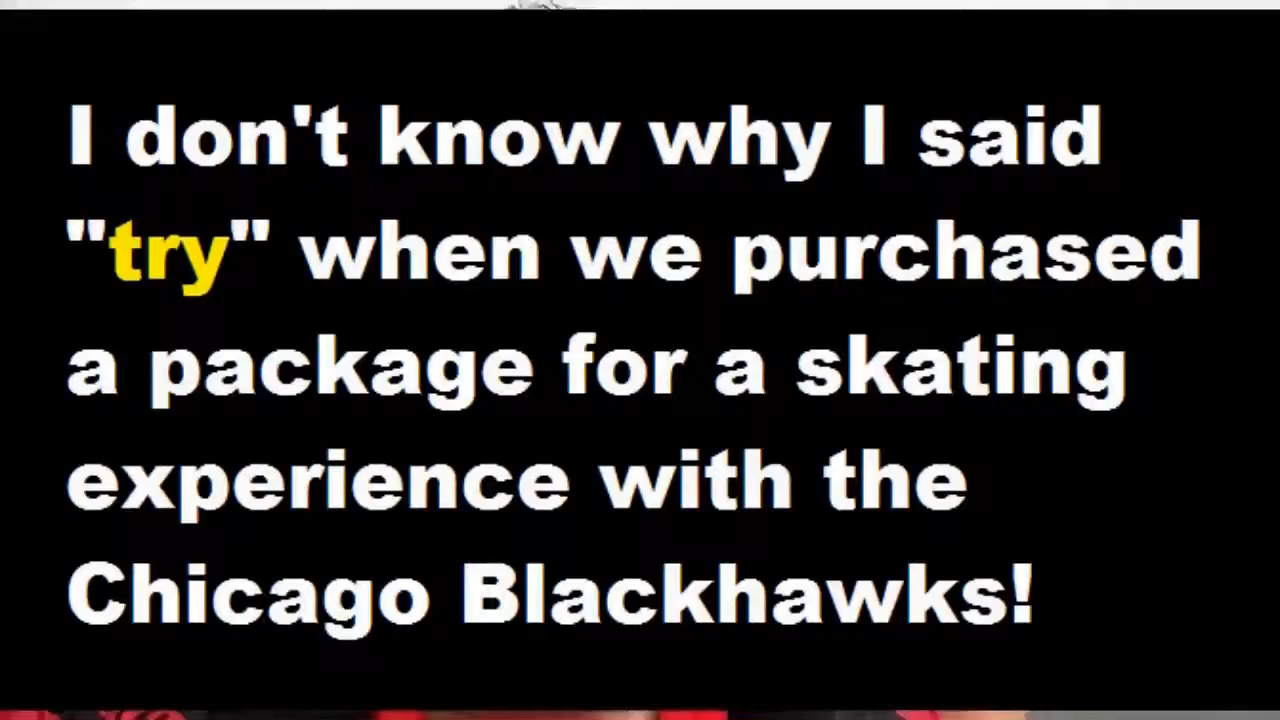 I don't know why I said
"try" when we purchased
a package for a skating
experience with the
Chicago Blackhawks!